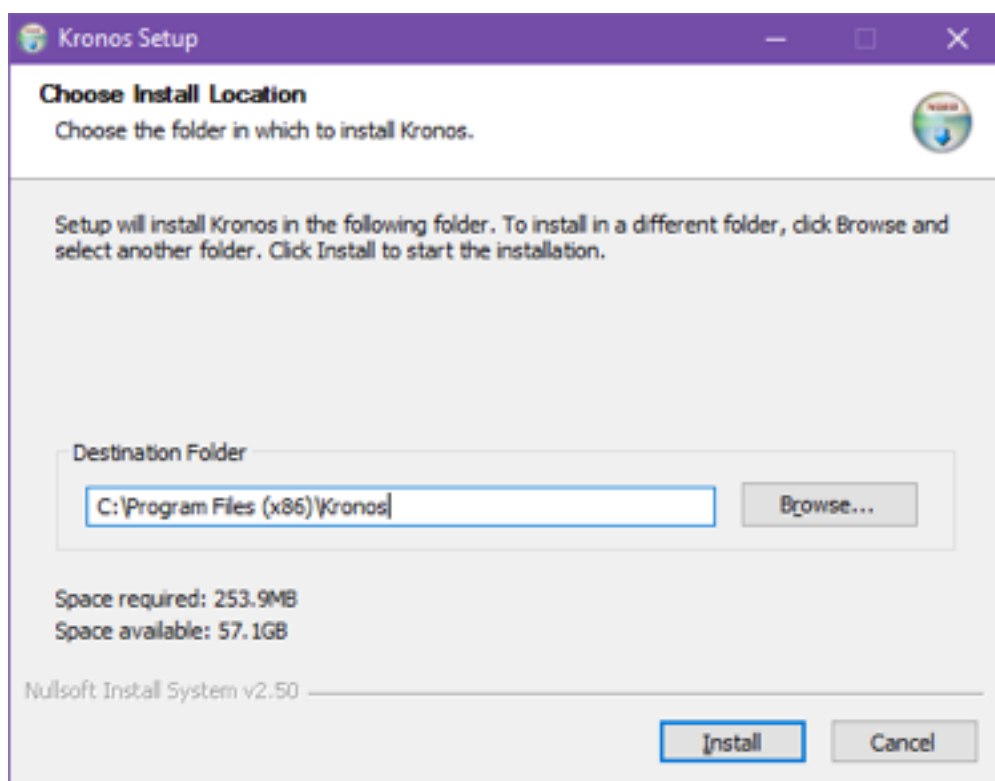 Kronos Setup
Choose Install Location
Choose the folder in which to install Kronos.
Setup will install Kronos in the following folder. To install in a different folder, click Browse and
select another folder. Click Install to start the installation.
Destination Folder
C:\Program Files (x86)\Kronos
Browse...
Space required: 253.9MB
Space available: 57.1GB
Nullsoft Install System v2.50
Install
Cancel